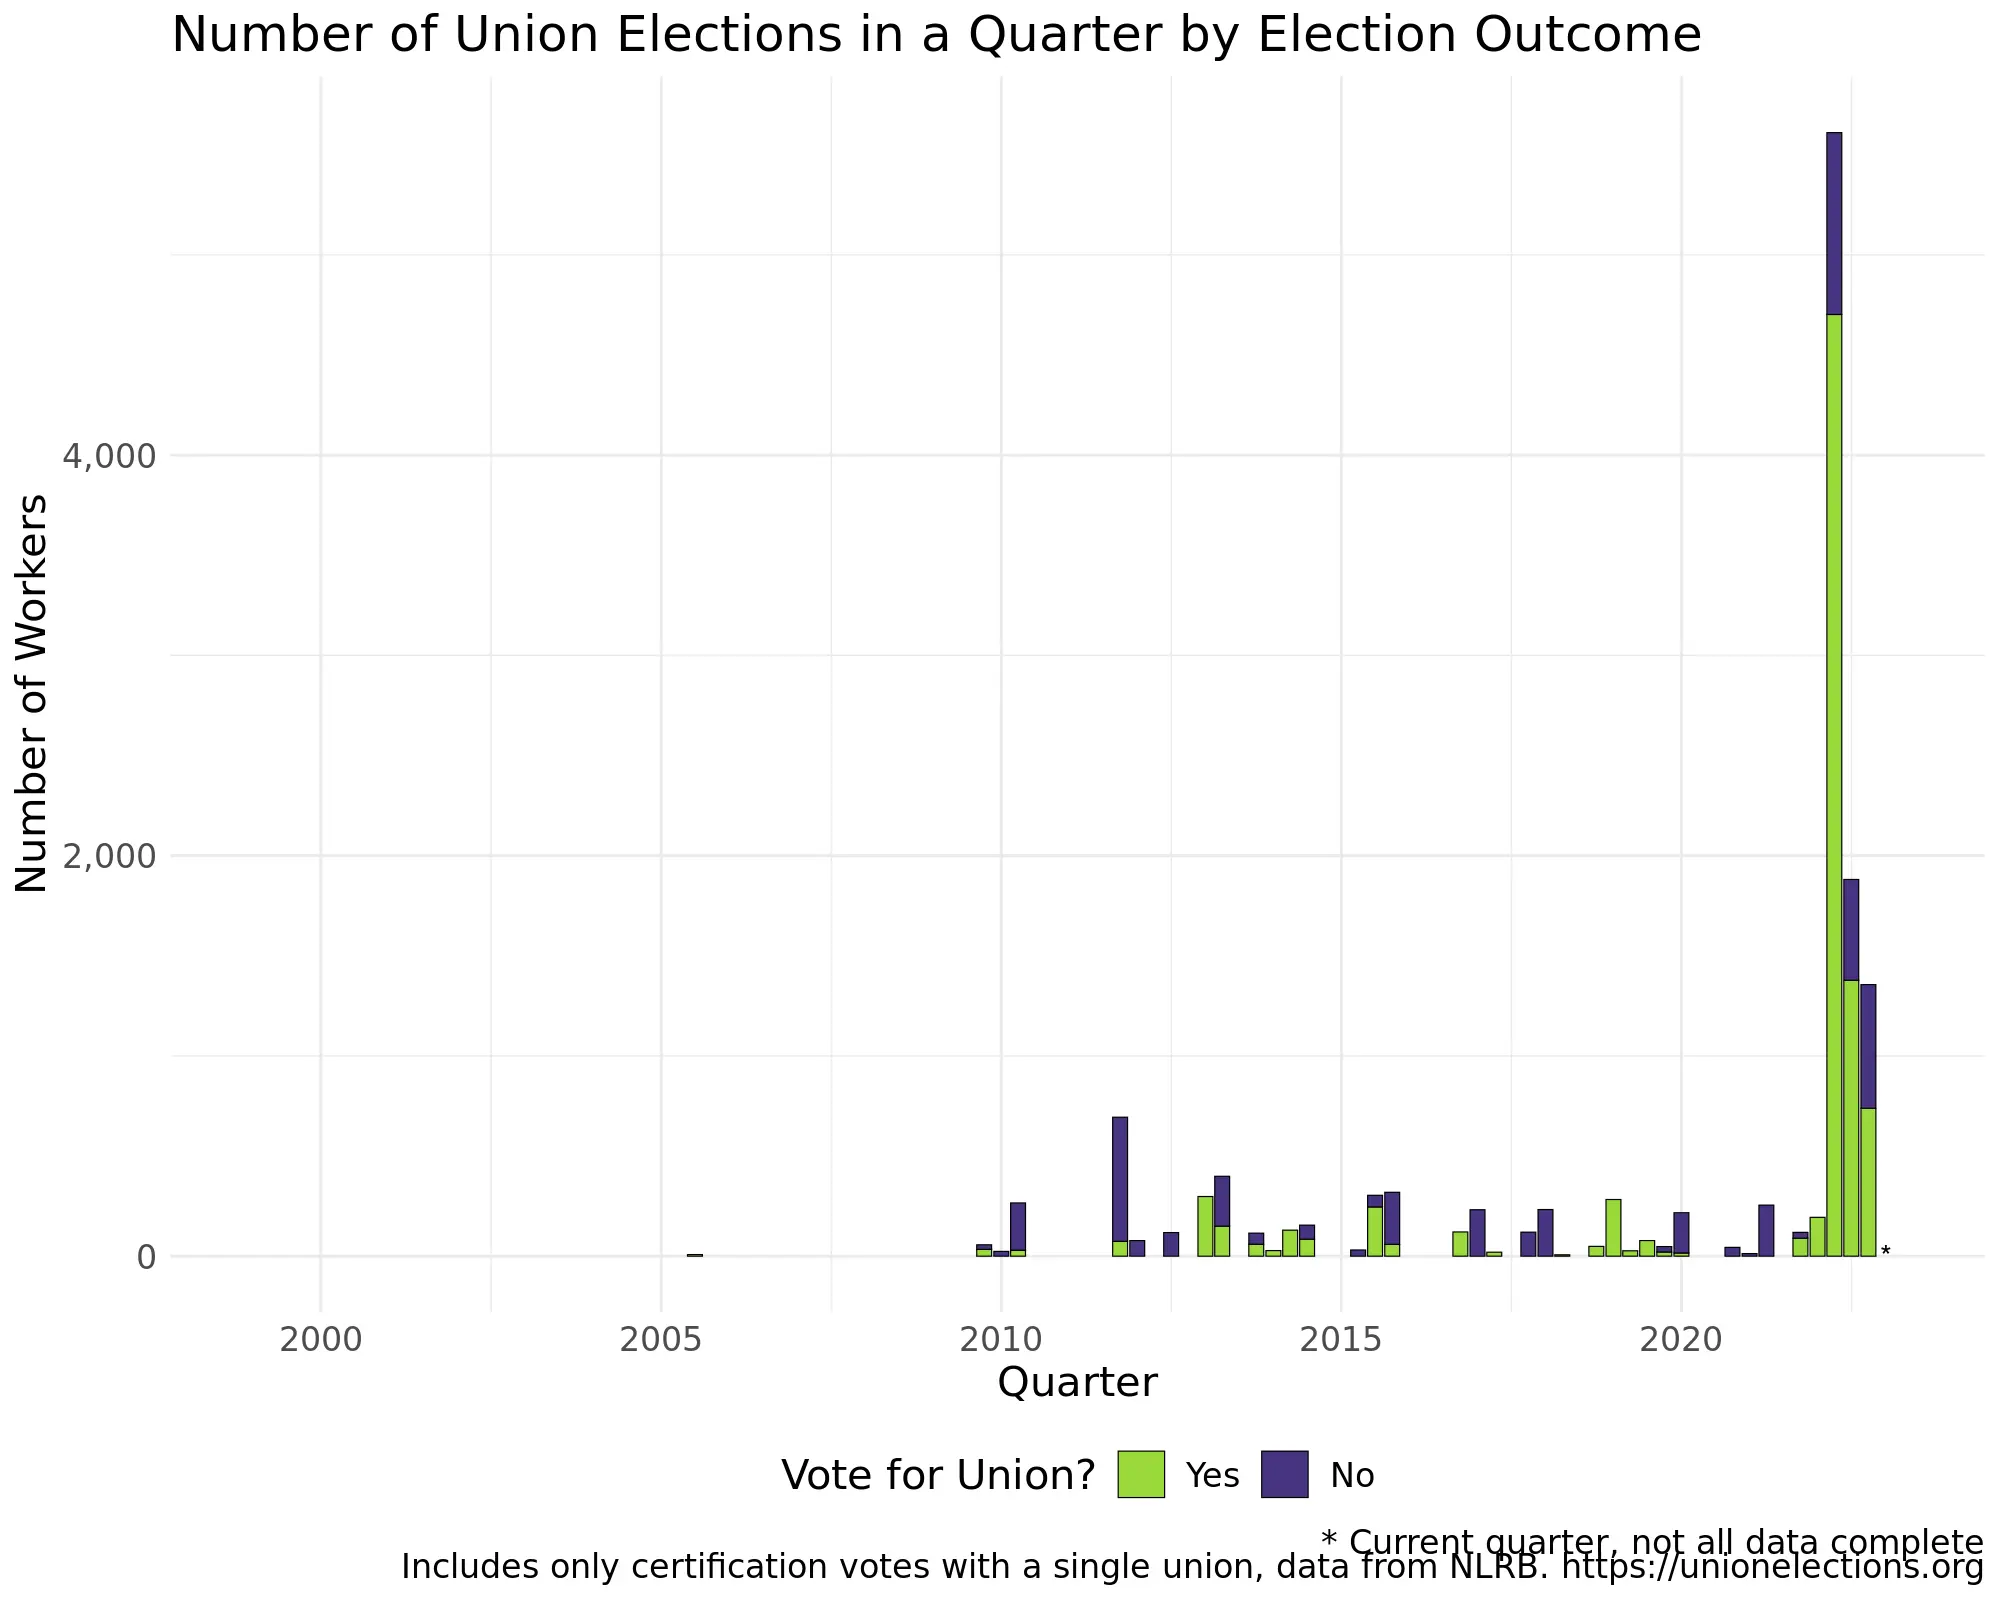 Number of Union Elections in a Quarter by Election Outcome
Number of Workers
4,000
2,000
0
*
2000 2005 2010 2015 2020
Quarter
Vote for Union? Yes No
* Current quarter, not all data complete
Includes only certification votes with a single union, data from NLRB. https://unionelections.org